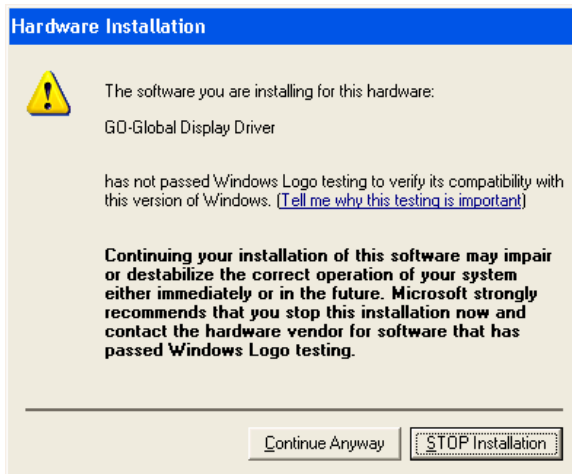 Hardware Installation
The software you are installing for this hardware:
GO-Global Display Driver
has not passed Windows Logo testing to verify its compatibility with
this version of Windows. (Tell me why this testing is important)
Continuing your installation of this software may impair
or destabilize the correct operation of your system
either immediately or in the future. Microsoft strongly
recommends that you stop this installation now and
contact the hardware vendor for software that has
passed Windows Logo testing.
Continue Anyway
STOP Installation